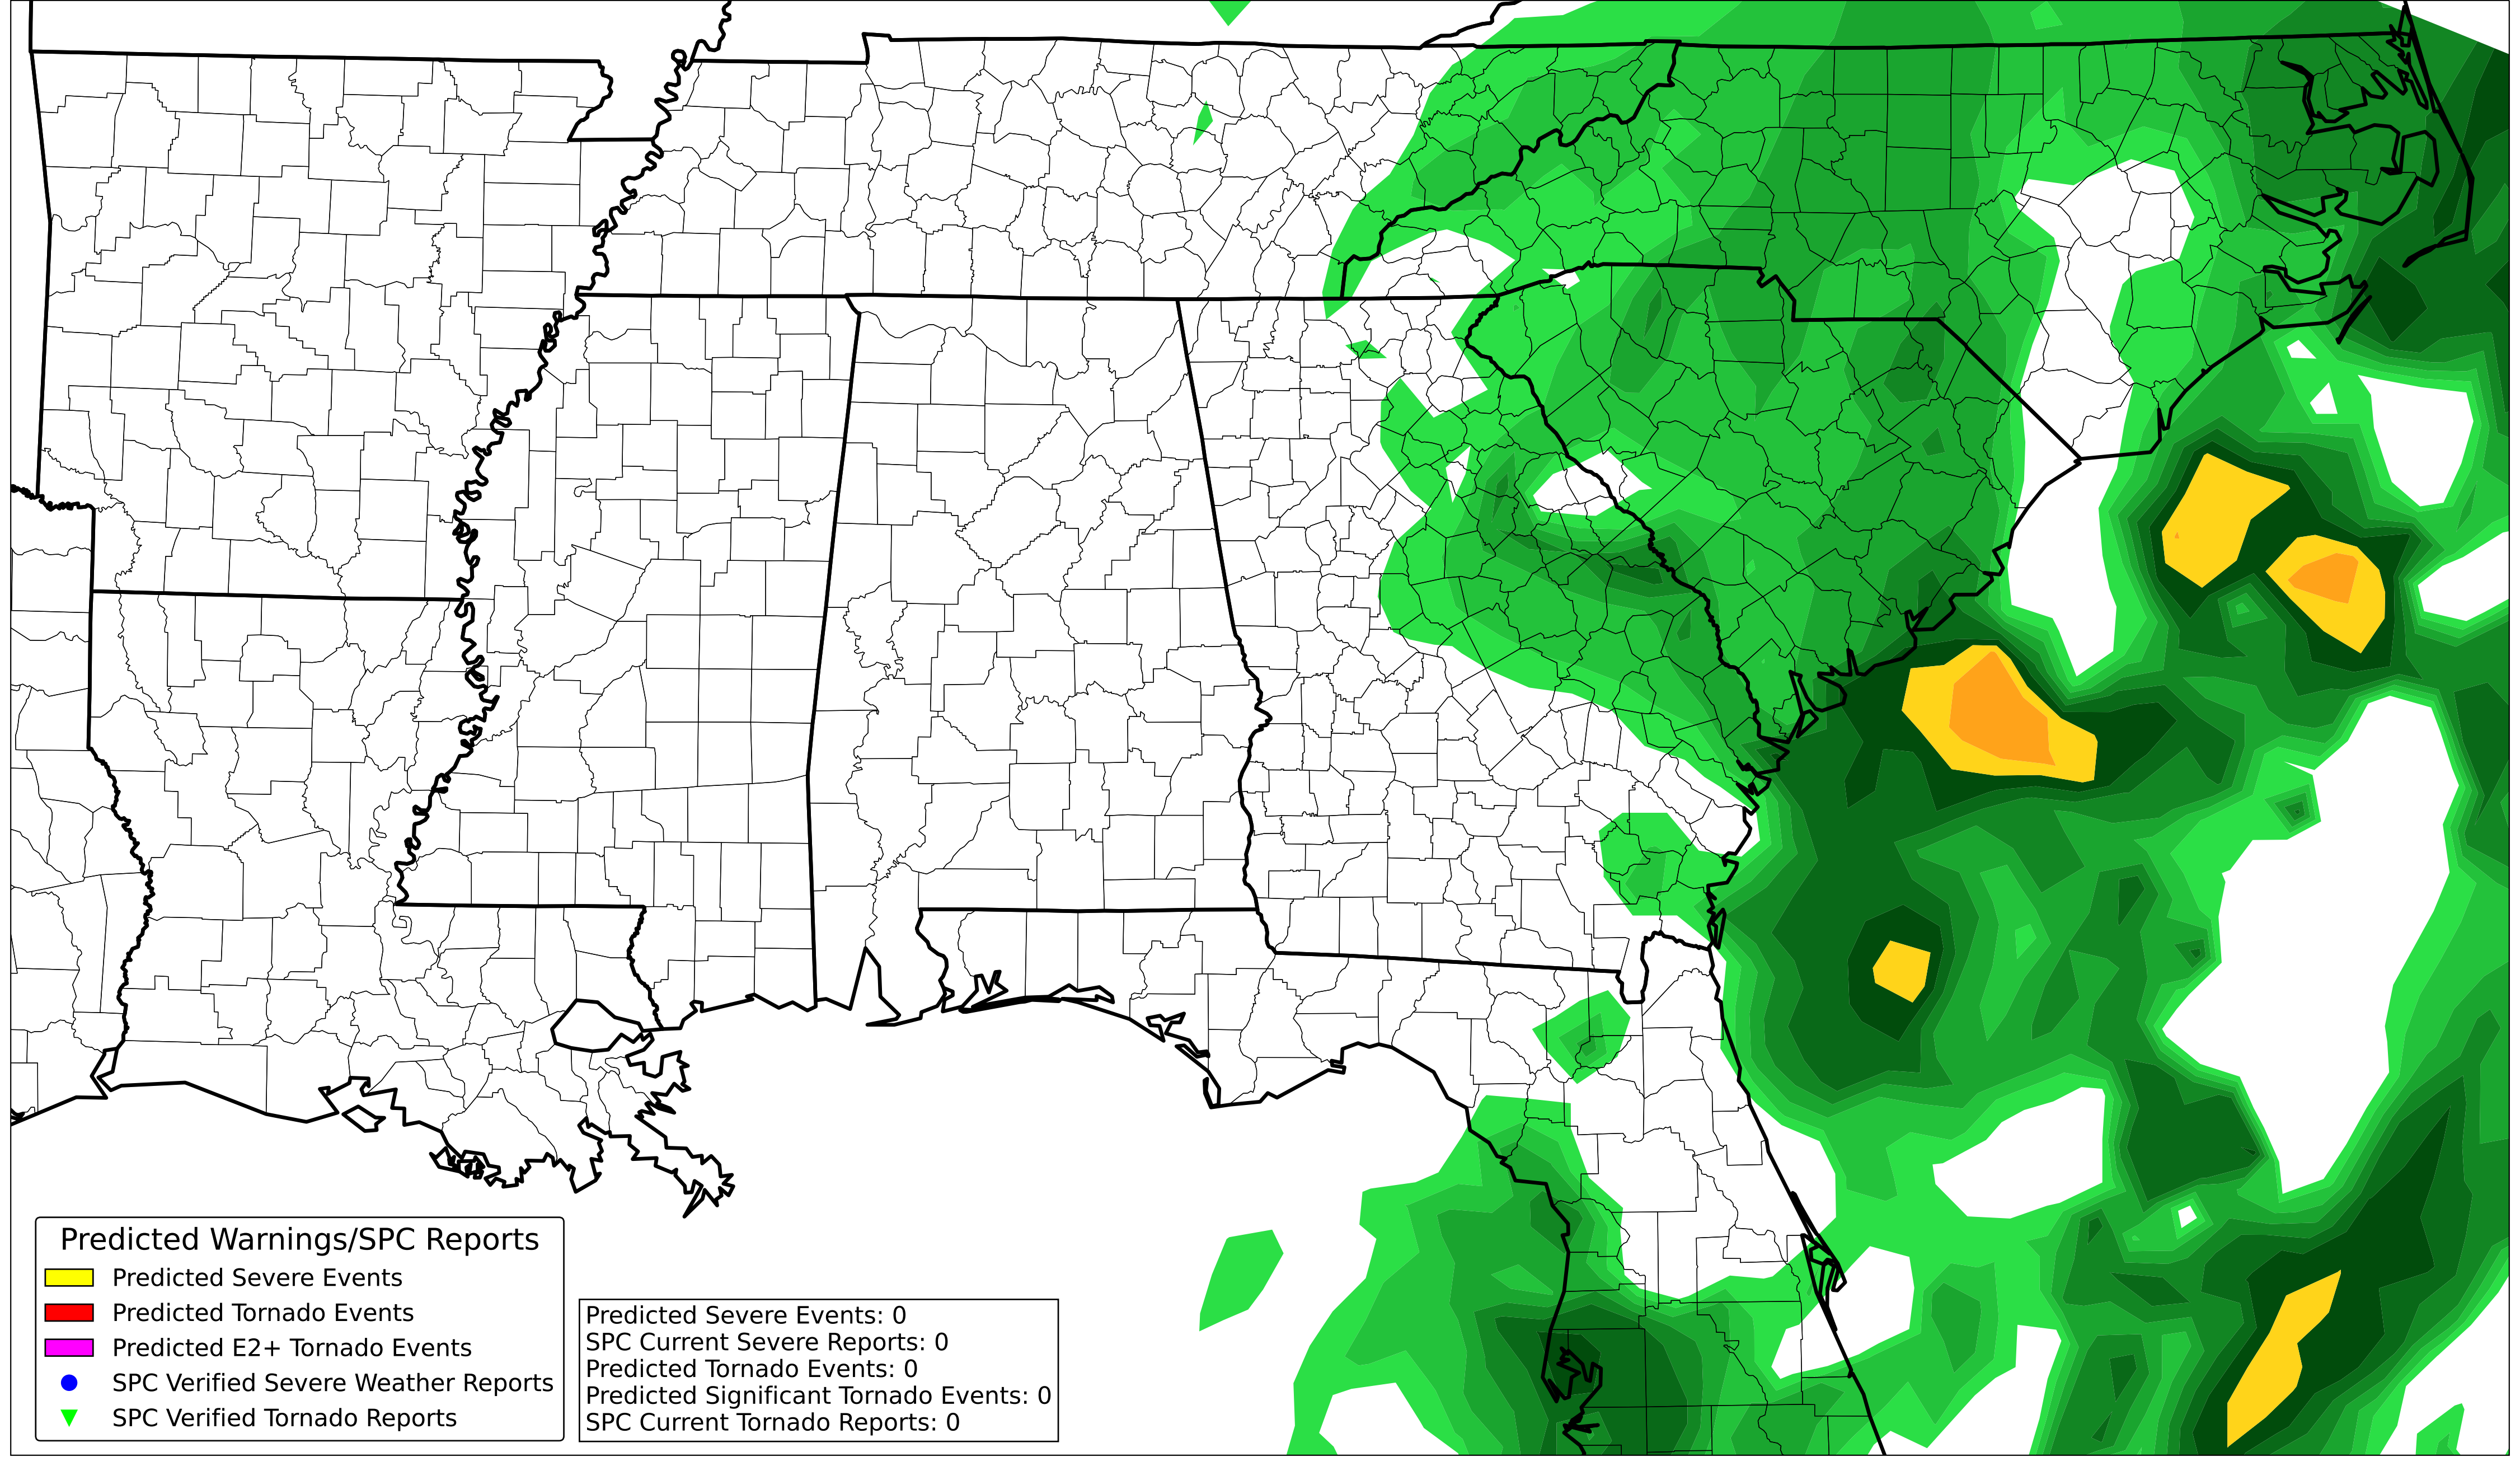 Predicted Warnings/SPC Reports
Predicted Severe Events
Predicted Tornado Events
Predicted E2+ Tornado Events
SPC Verified Severe Weather Reports
SPC Verified Tornado Reports
Predicted Severe Events: 0
SPC Current Severe Reports: 0
Predicted Tornado Events: 0
Predicted Significant Tornado Events: 0
SPC Current Tornado Reports: 0